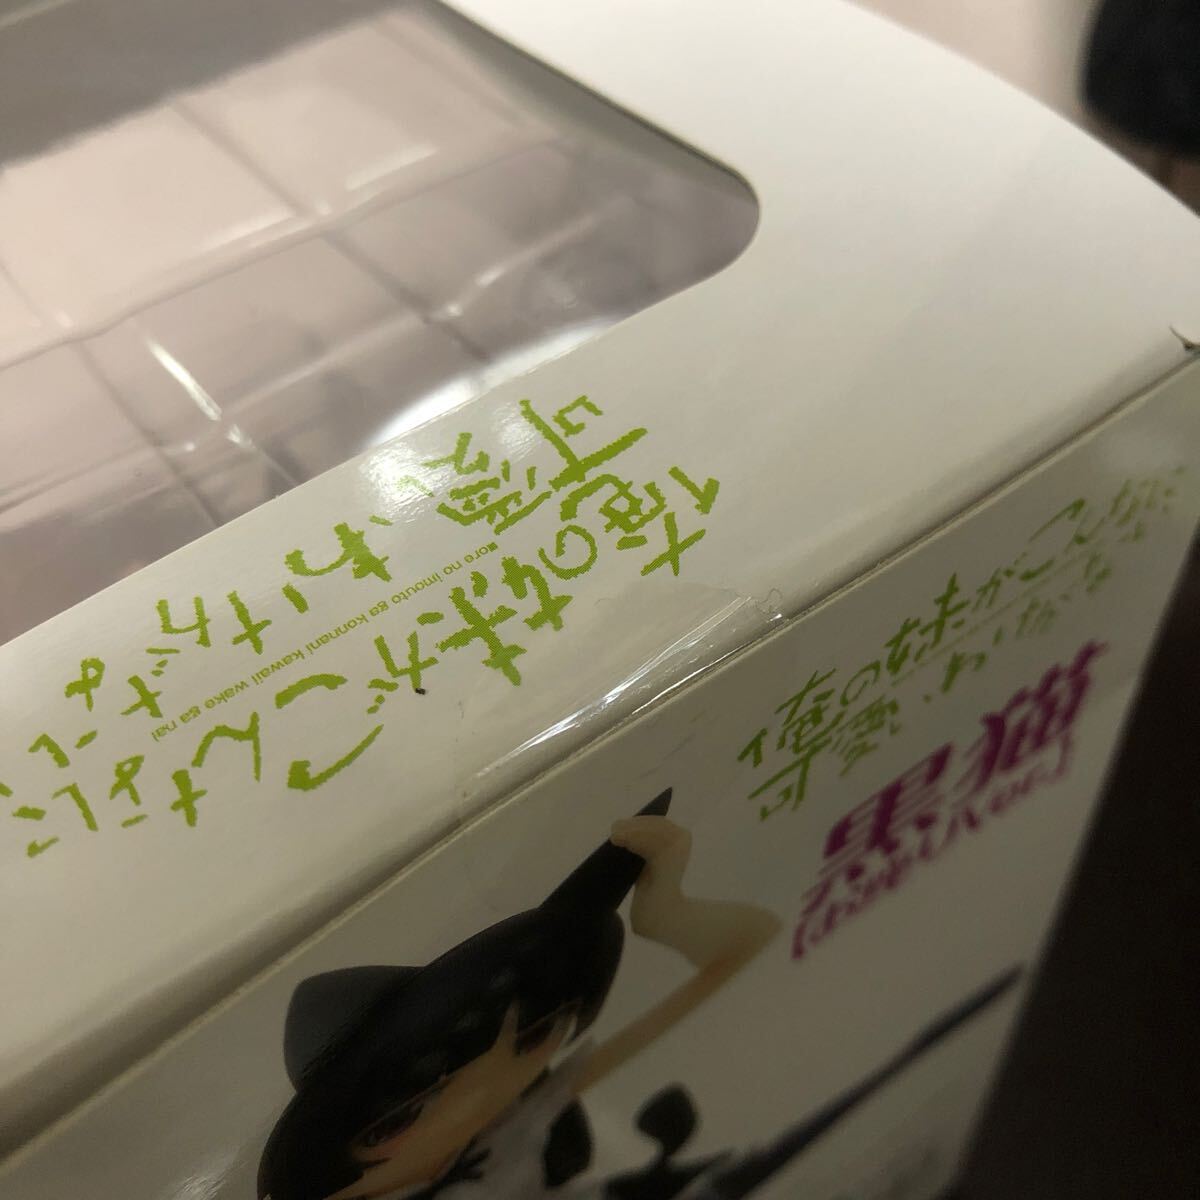 俺の妹がこんなに
可愛いわけがな
ore no imouto ga konnani kawaii wake ga nai
俺の妹がこんなに
可愛いわけがな
黒猫